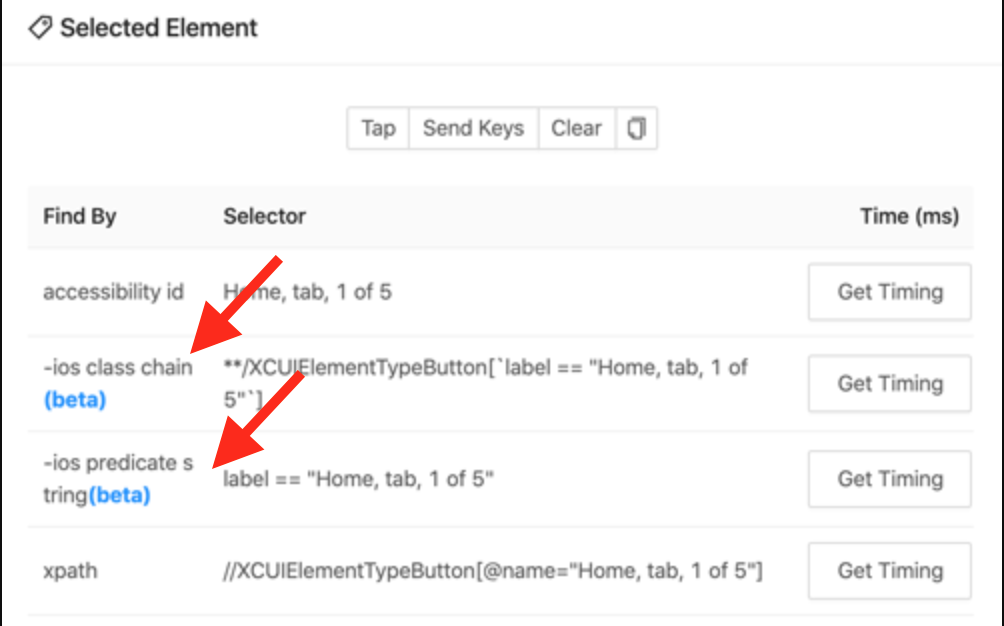 Selected Element
Tap Send Keys Clear
Find By Selector Time (ms)
accessibility id Home, tab, 1 of 5 Get Timing
-ios class chain **/XCUIElementTypeButton[`label == "Home, tab, 1 of
(beta) 5"`] Get Timing
-ios predicate s
tring(beta) label == "Home, tab, 1 of 5" Get Timing
xpath //XCUIElementTypeButton[@name="Home, tab, 1 of 5"] Get Timing